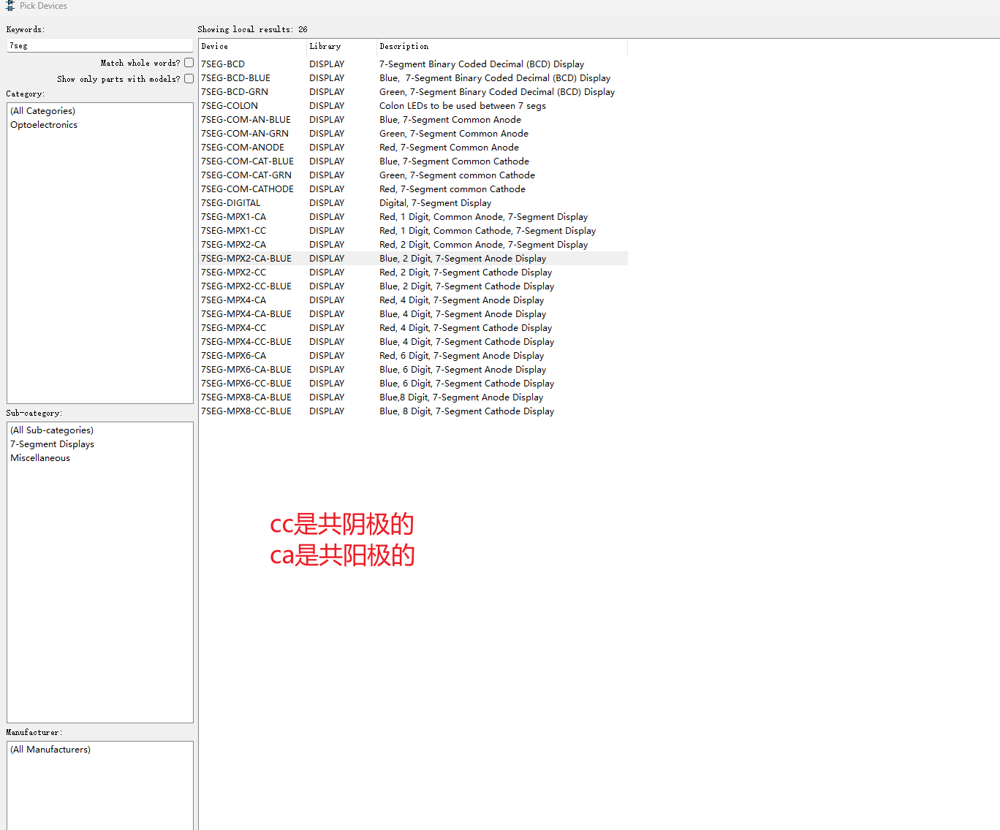 Pick Devices
Keywords:
7seg
Match whole words?
Show only parts with models?
Category:
(All Categories)
Optoelectronics
Sub-category:
(All Sub-categories)
7-Segment Displays
Miscellaneous
Manufacturer:
(All Manufacturers)
Showing local results: 26
Device Library Description
7SEG-BCD DISPLAY 7-Segment Binary Coded Decimal (BCD) Display
7SEG-BCD-BLUE DISPLAY Blue, 7-Segment Binary Coded Decimal (BCD) Display
7SEG-BCD-GRN DISPLAY Green, 7-Segment Binary Coded Decimal (BCD) Display
7SEG-COLON DISPLAY Colon LEDs to be used between 7 segs
7SEG-COM-AN-BLUE DISPLAY Blue, 7-Segment Common Anode
7SEG-COM-AN-GRN DISPLAY Green, 7-Segment Common Anode
7SEG-COM-ANODE DISPLAY Red, 7-Segment Common Anode
7SEG-COM-CAT-BLUE DISPLAY Blue, 7-Segment Common Cathode
7SEG-COM-CAT-GRN DISPLAY Green, 7-Segment common Cathode
7SEG-COM-CATHODE DISPLAY Red, 7-Segment common Cathode
7SEG-DIGITAL DISPLAY Digital, 7-Segment Display
7SEG-MPX1-CA DISPLAY Red, 1 Digit, Common Anode, 7-Segment Display
7SEG-MPX1-CC DISPLAY Red, 1 Digit, Common Cathode, 7-Segment Display
7SEG-MPX2-CA DISPLAY Red, 2 Digit, Common Anode, 7-Segment Display
7SEG-MPX2-CA-BLUE DISPLAY Blue, 2 Digit, 7-Segment Anode Display
7SEG-MPX2-CC DISPLAY Red, 2 Digit, 7-Segment Cathode Display
7SEG-MPX2-CC-BLUE DISPLAY Blue, 2 Digit, 7-Segment Cathode Display
7SEG-MPX4-CA DISPLAY Red, 4 Digit, 7-Segment Anode Display
7SEG-MPX4-CA-BLUE DISPLAY Blue, 4 Digit, 7-Segment Anode Display
7SEG-MPX4-CC DISPLAY Red, 4 Digit, 7-Segment Cathode Display
7SEG-MPX4-CC-BLUE DISPLAY Blue, 4 Digit, 7-Segment Cathode Display
7SEG-MPX6-CA DISPLAY Red, 6 Digit, 7-Segment Anode Display
7SEG-MPX6-CA-BLUE DISPLAY Blue, 6 Digit, 7-Segment Anode Display
7SEG-MPX6-CC-BLUE DISPLAY Blue, 6 Digit, 7-Segment Cathode Display
7SEG-MPX8-CA-BLUE DISPLAY Blue,8 Digit, 7-Segment Anode Display
7SEG-MPX8-CC-BLUE DISPLAY Blue, 8 Digit, 7-Segment Cathode Display
cc是共阴极的
ca是共阳极的